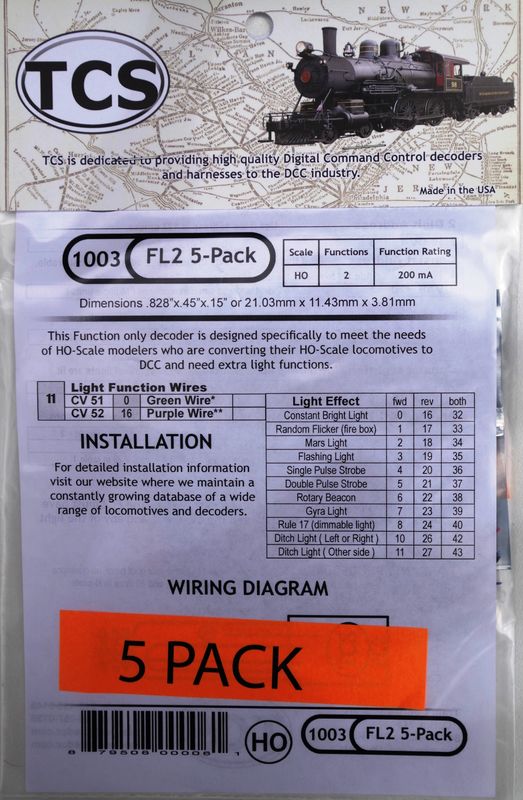 TCS
TCS is dedicated to providing high quality Digital Command Control decoders
and harnesses to the DCC industry.
Made in the USA
1003 FL2 5-Pack
Scale Functions Function Rating
HO 2 200 mA
Dimensions .828"x.45"x.15" or 21.03mm x 11.43mm x 3.81mm
This Function only decoder is designed specifically to meet the needs
of HO-Scale modelers who are converting their HO-Scale locomotives to
DCC and need extra light functions.
11 Light Function Wires
CV 51 0 Green Wire*
CV 52 16 Purple Wire**
INSTALLATION
For detailed installation information
visit our website where we maintain a
constantly growing database of a wide
range of locomotives and decoders.
Light Effect fwd rev both
Constant Bright Light 0 16 32
Random Flicker (fire box) 1 17 33
Mars Light 2 18 34
Flashing Light 3 19 35
Single Pulse Strobe 4 20 36
Double Pulse Strobe 5 21 37
Rotary Beacon 6 22 38
Gyra Light 7 23 39
Rule 17 (dimmable light) 8 24 40
Ditch Light ( Left or Right ) 10 26 42
Ditch Light ( Other side ) 11 27 43
WIRING DIAGRAM
5 PACK
8 79508 00006 1
HO
1003 FL2 5-Pack